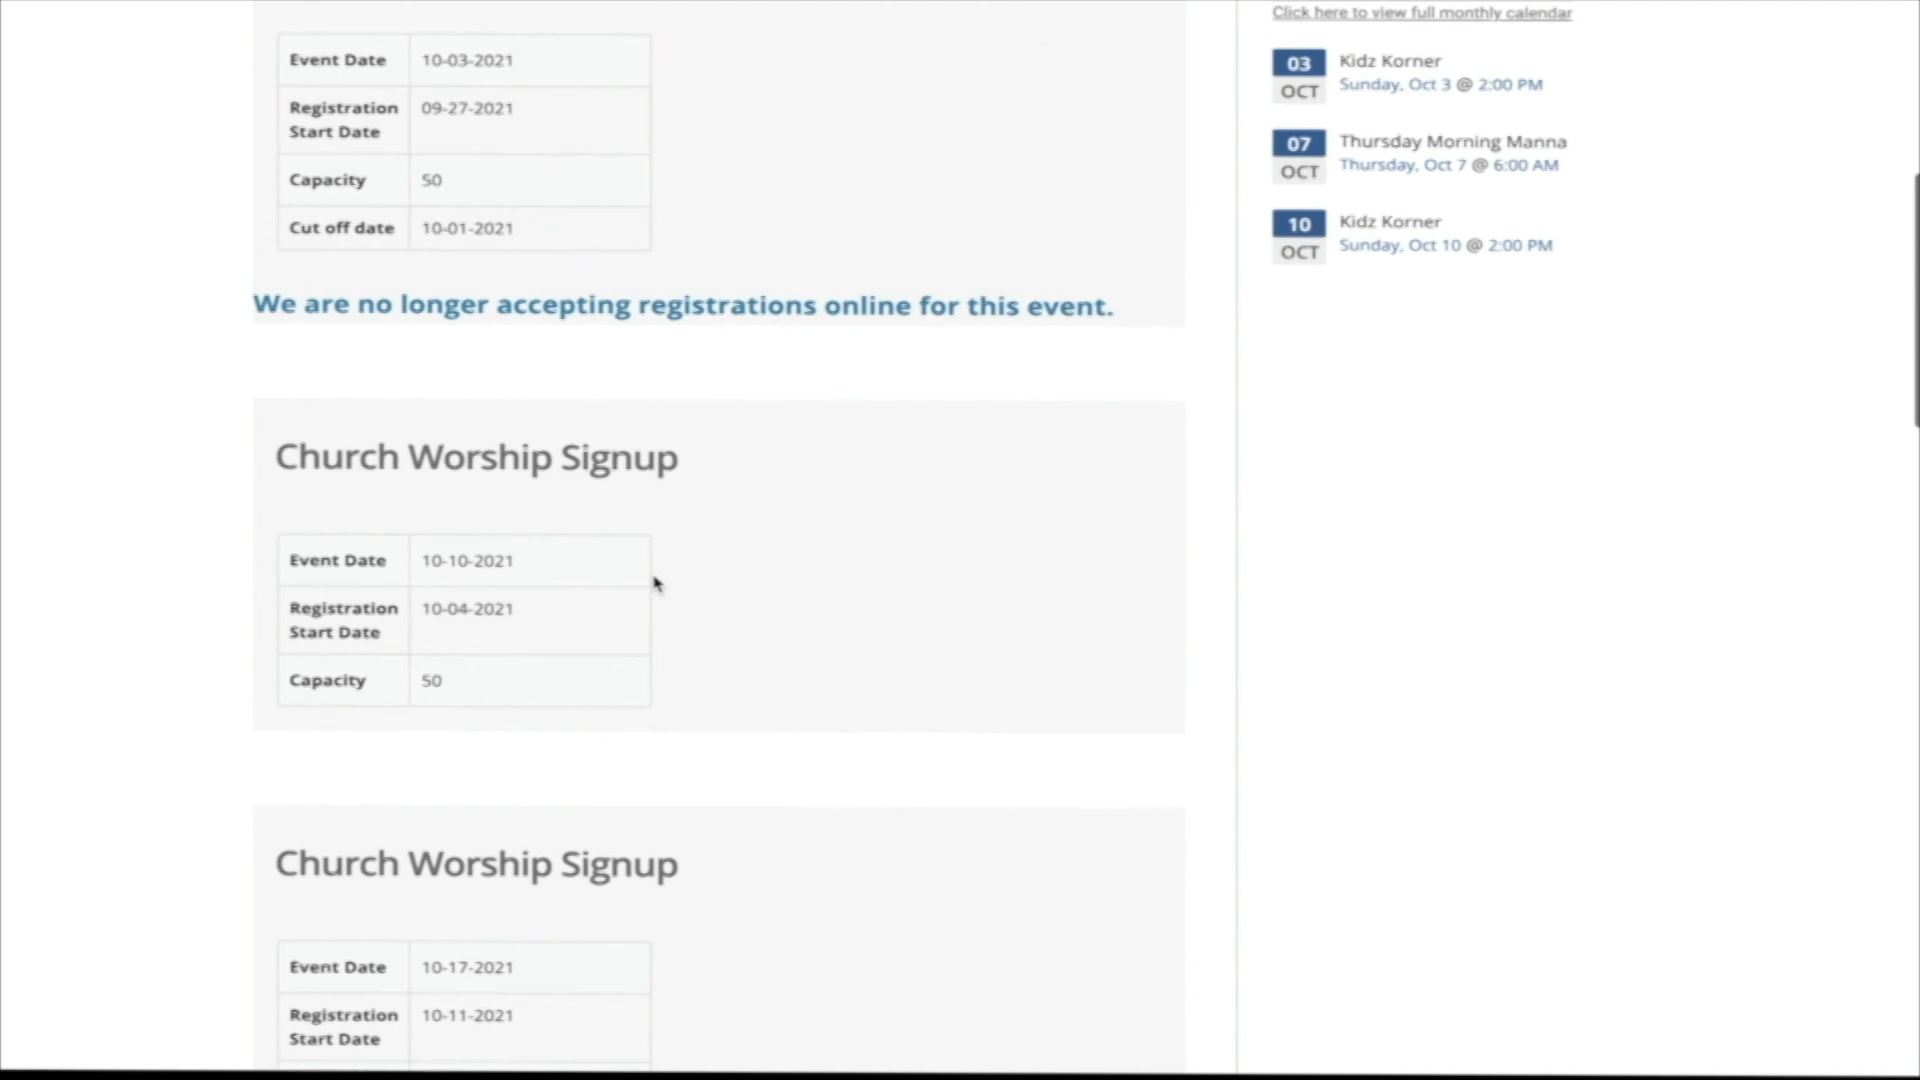 Event Date 10-03-2021
Registration 09-27-2021
Start Date
Capacity 50
Cut off date 10-01-2021
We are no longer accepting registrations online for this event.
Church Worship Signup
Event Date 10-10-2021
Registration 10-04-2021
Start Date
Capacity 50
Church Worship Signup
Event Date 10-17-2021
Registration 10-11-2021
Start Date
Click here to view full monthly calendar
03 Kidz Korner
OCT Sunday, Oct 3 @ 2:00 PM
07 Thursday Morning Manna
OCT Thursday, Oct 7 @ 6:00 AM
10 Kidz Korner
OCT Sunday, Oct 10 @ 2:00 PM